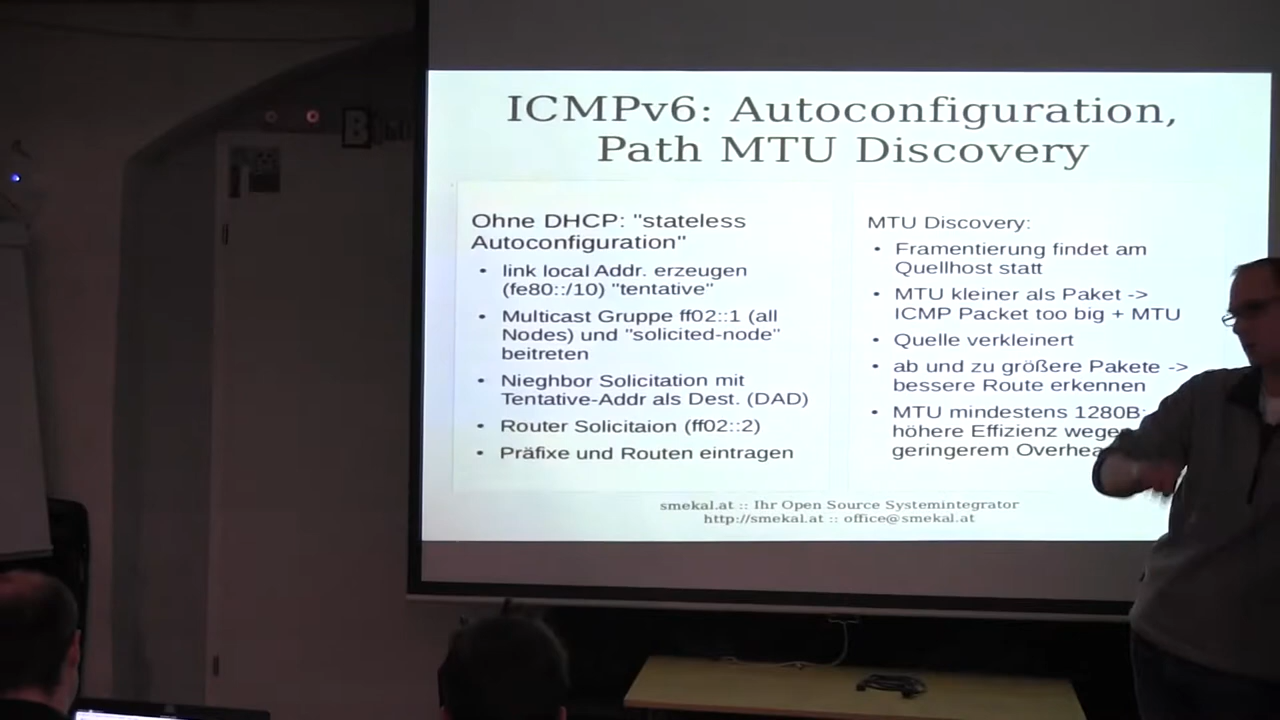 ICMPv6: Autoconfiguration,
Path MTU Discovery
Ohne DHCP: "stateless
Autoconfiguration"
• link local Addr. erzeugen
(fe80::/10) "tentative"
• Multicast Gruppe ff02::1 (all
Nodes) und "solicited-node"
beitreten
• Nieghbor Solicitation mit
Tentative-Addr als Dest. (DAD)
• Router Solicitaion (ff02::2)
• Präfixe und Routen eintragen
MTU Discovery:
• Framentierung findet am
Quellhost statt
• MTU kleiner als Paket ->
ICMP Packet too big + MTU
• Quelle verkleinert
• ab und zu größere Pakete ->
bessere Route erkennen
• MTU mindestens 1280B:
höhere Effizienz wege
geringerem Overhea
smekal.at :: Ihr Open Source Systemintegrator
http://smekal.at :: office@smekal.at